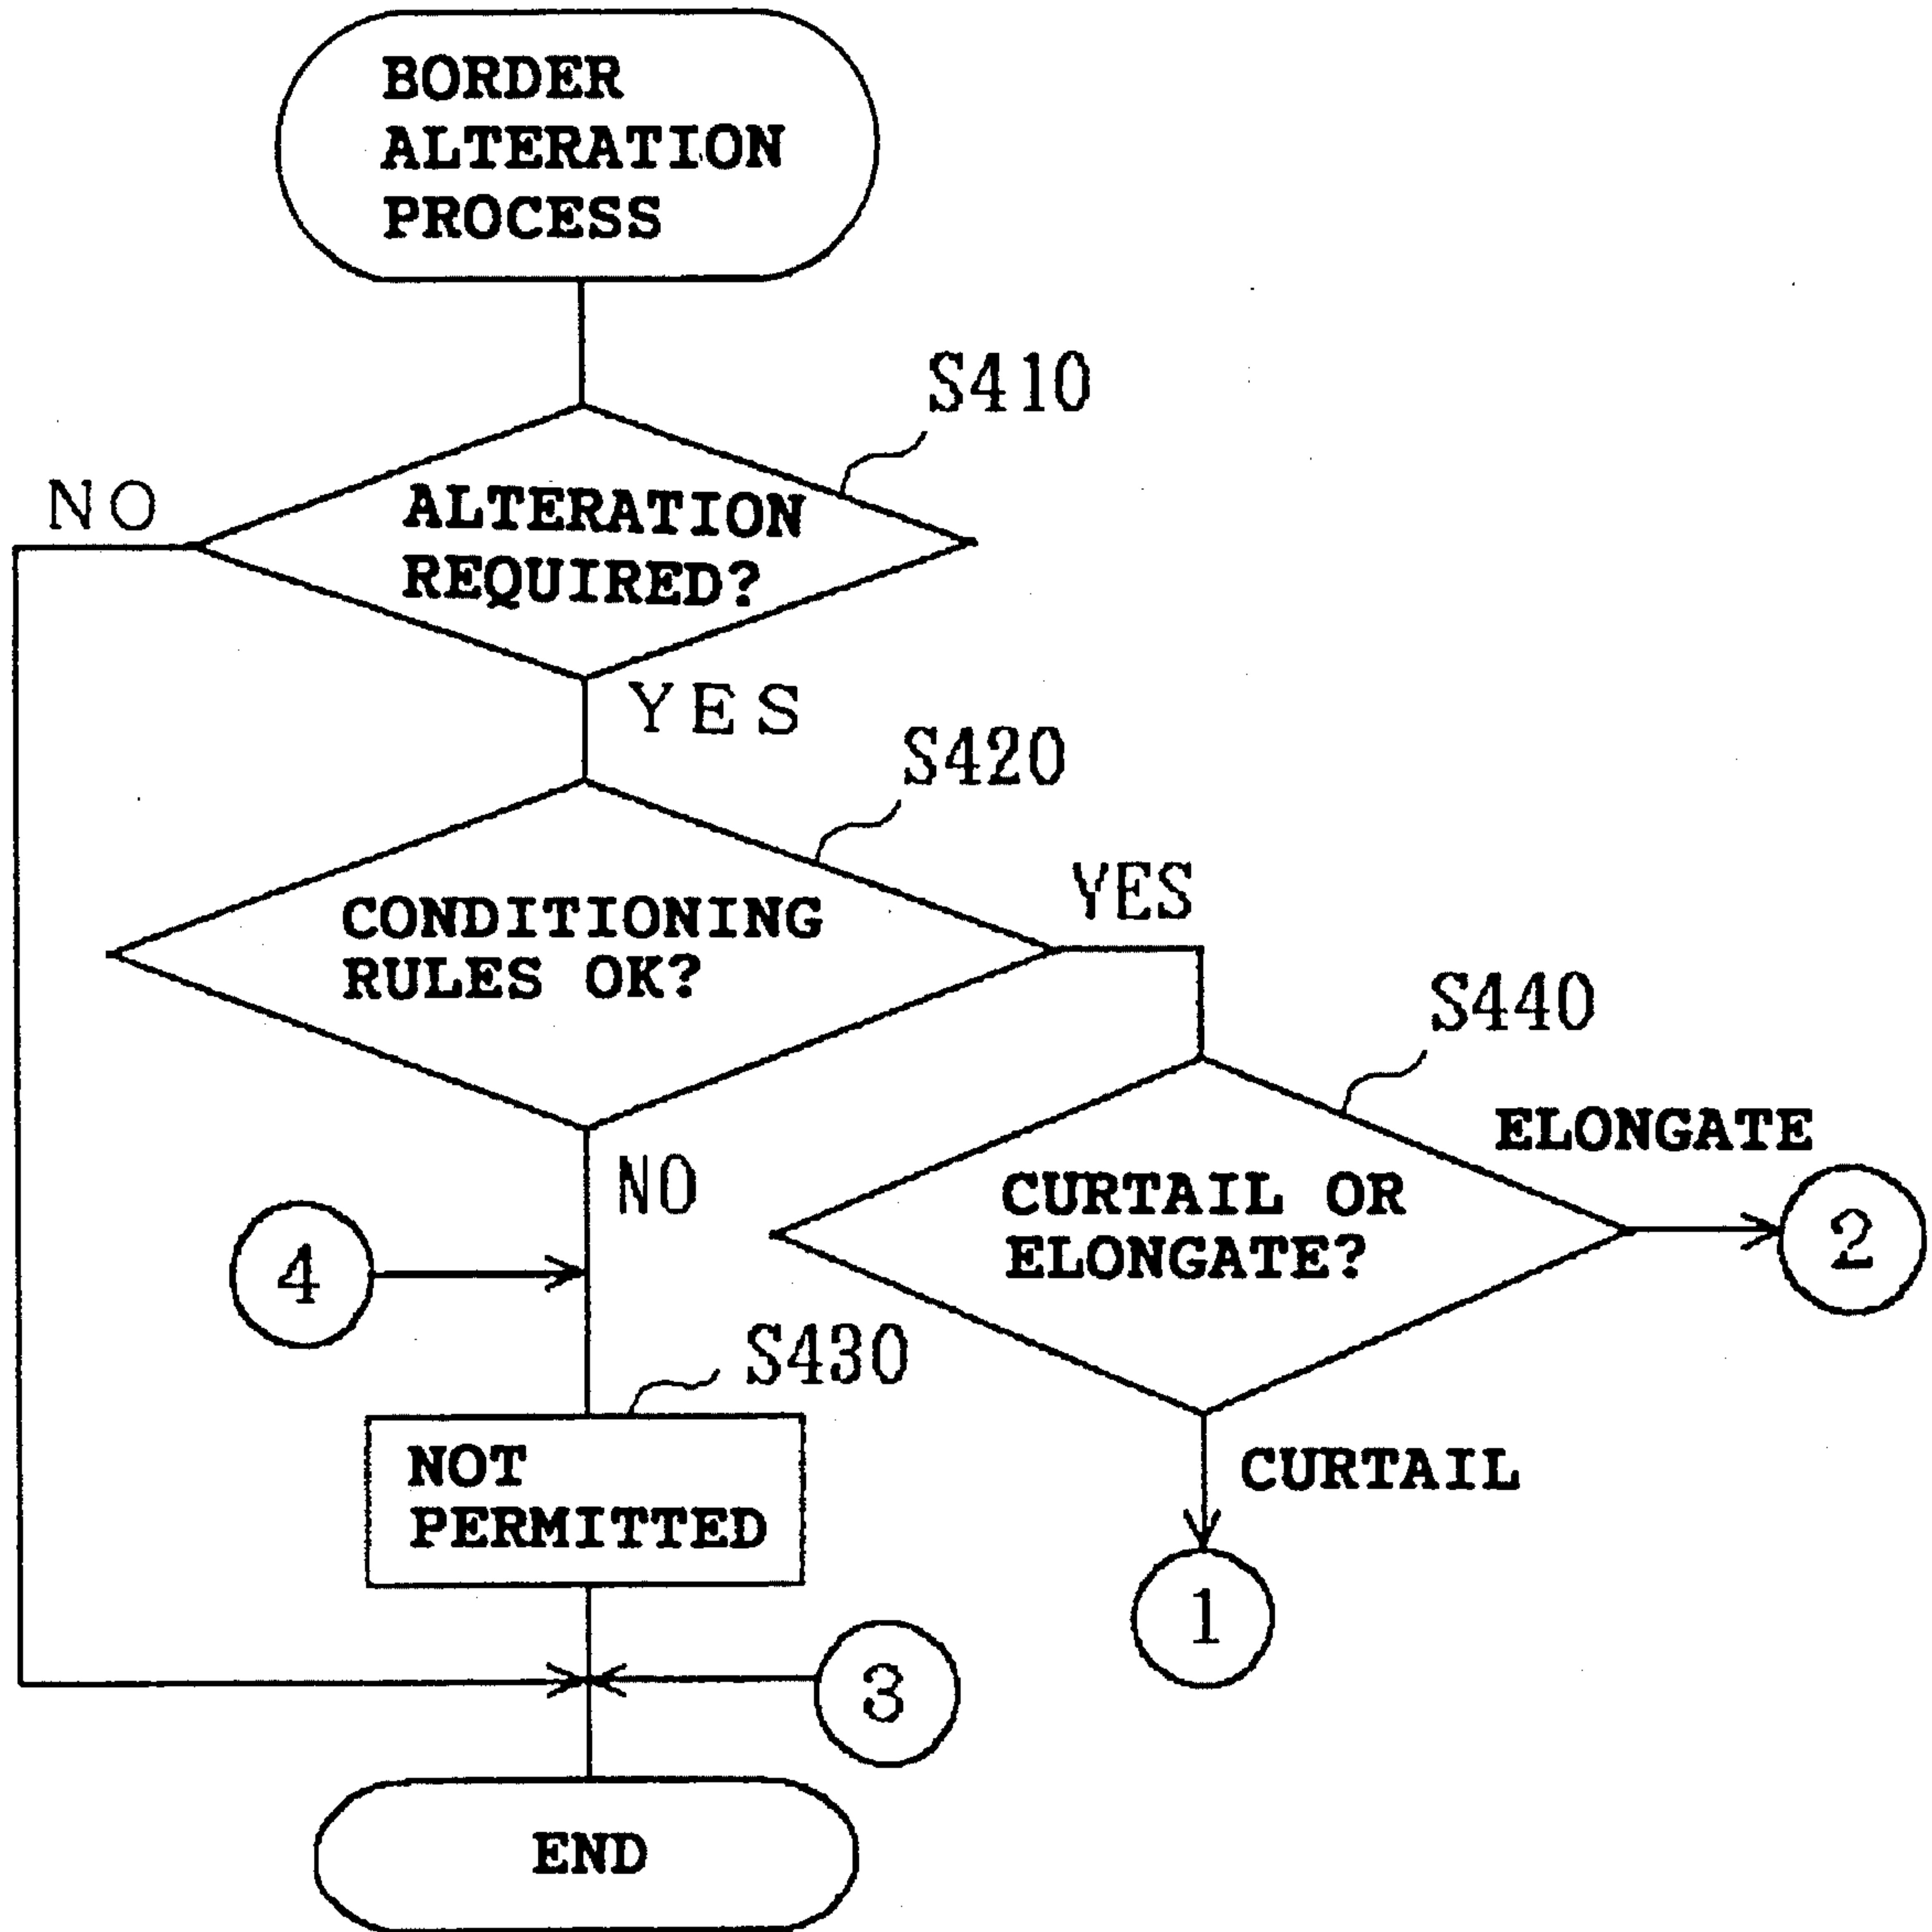 BORDER
ALTERATION
PROCESS
S410
NO
ALTERATION
REQUIRED?
YES
S420
CONDITIONING
RULES OK?
YES
S440
ELONGATE
CURTAIL OR
ELONGATE?
2
NO
4
S430
NOT
PERMITTED
CURTAIL
1
3
END